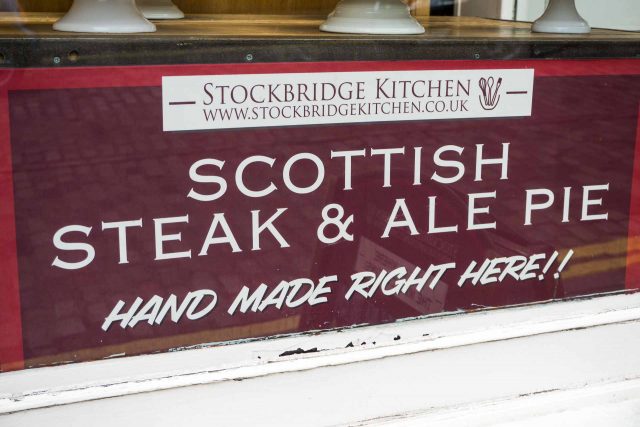 — STOCKBRIDGE KITCHEN —
WWW.STOCKBRIDGEKITCHEN.CO.UK
SCOTTISH
STEAK & ALE PIE
HAND MADE RIGHT HERE!!